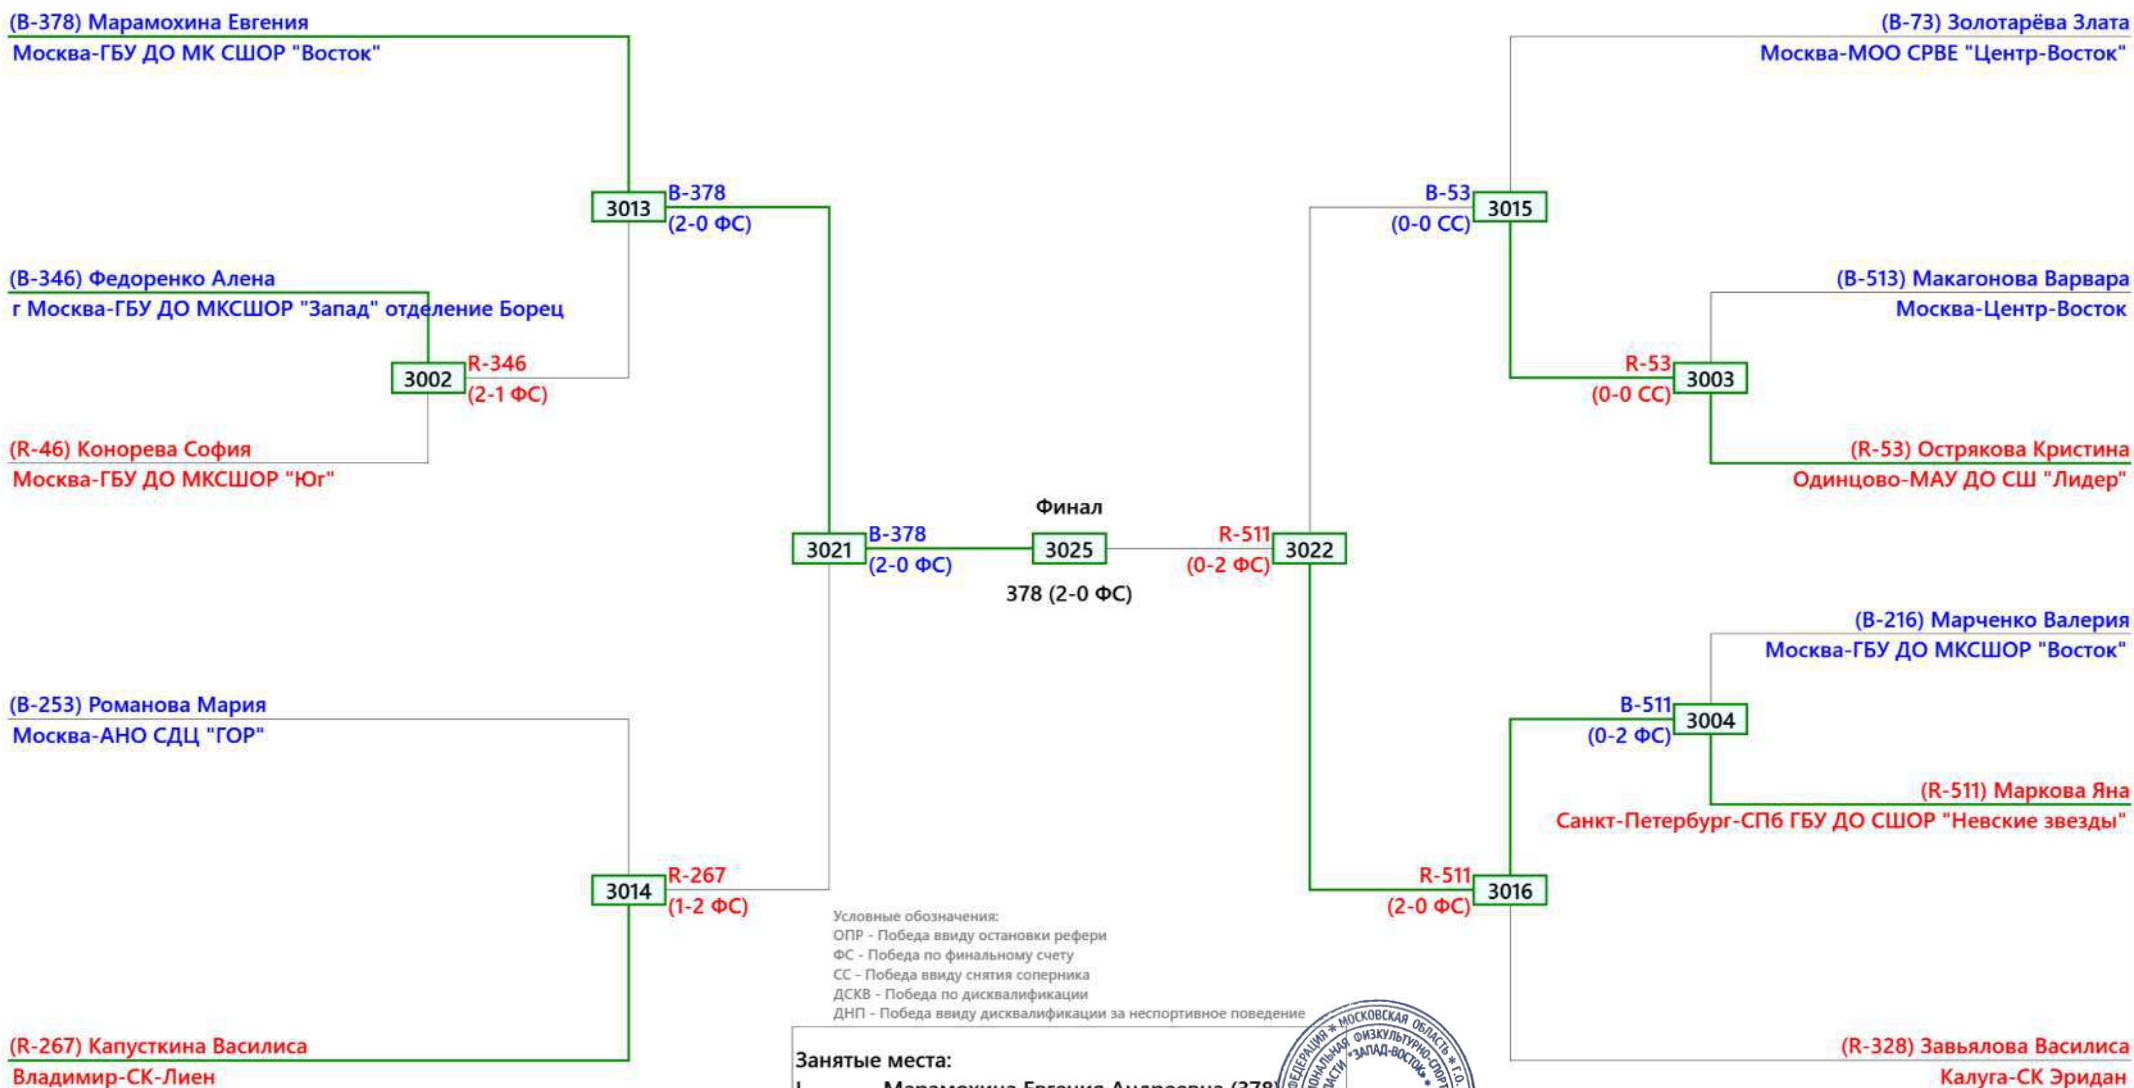 (B-378) Марамохина Евгения
Москва-ГБУ ДО МК СШОР "Восток"
(B-73) Золотарёва Злата
Москва-МОО СРВЕ "Центр-Восток"
3013
B-378
(2-0 ФС)
B-53
(0-0 СС)
3015
(B-346) Федоренко Алена
г Москва-ГБУ ДО МКСШОР "Запад" отделение Борец
(B-513) Макагонова Варвара
Москва-Центр-Восток
3002
R-346
(2-1 ФС)
R-53
(0-0 СС)
3003
(R-46) Конорева София
Москва-ГБУ ДО МКСШОР "Юг"
(R-53) Острякова Кристина
Одинцово-МАУ ДО СШ "Лидер"
Финал
3021
B-378
(2-0 ФС)
3025
R-511
(0-2 ФС)
3022
378 (2-0 ФС)
(B-216) Марченко Валерия
Москва-ГБУ ДО МКСШОР "Восток"
(B-253) Романова Мария
Москва-АНО СДЦ "ГОР"
B-511
(0-2 ФС)
3004
(R-511) Маркова Яна
Санкт-Петербург-СПб ГБУ ДО СШОР "Невские звезды"
3014
R-267
(1-2 ФС)
R-511
(2-0 ФС)
3016
Условные обозначения:
ОПР - Победа ввиду остановки рефери
ФС - Победа по финальному счету
СС - Победа ввиду снятия соперника
ДСКВ - Победа по дисквалификации
ДНП - Победа ввиду дисквалификации за неспортивное поведение
(R-267) Капусткина Василиса
Владимир-СК-Лиен
Занятые места:
I Марамохина Евгения Андреевна (378)
МОСКОВСКАЯ ОБЛАСТЬ * Г.О.
"ЗАПАД-ВОСТОК"
(R-328) Завьялова Василиса
Калуга-СК Эридан